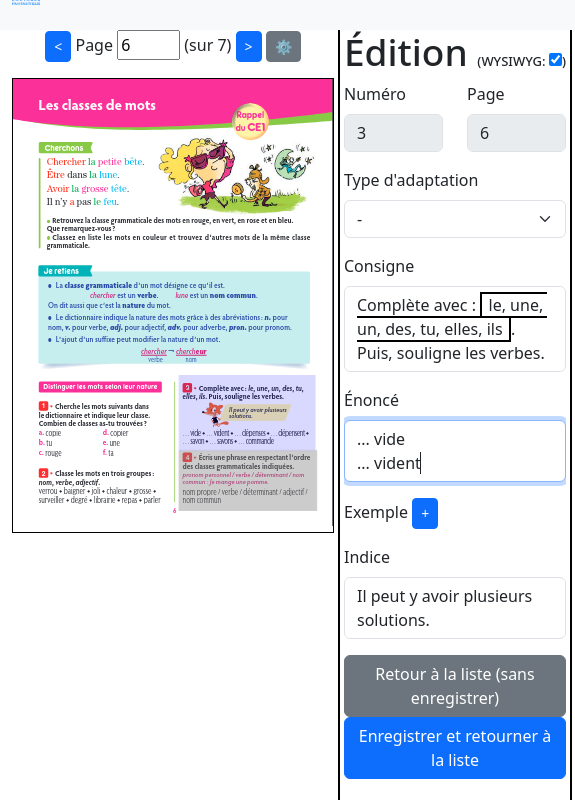 < Page 6 (sur 7) > ⚙
Les classes de mots
Rappel
du CE1
Cherchons
Chercher la petite bête.
Être dans la lune.
Avoir la grosse tête.
Il n'y a pas le feu.
• Retrouvez la classe grammaticale des mots en rouge, en vert, en rose et en bleu.
Que remarquez-vous ?
• Classez en liste les mots en couleur et trouvez d'autres mots de la même classe
grammaticale.
Je retiens
• La classe grammaticale d'un mot désigne ce qu'il est.
chercher est un verbe. lune est un nom commun.
On dit aussi que c'est la nature du mot.
• Le dictionnaire indique la nature des mots grâce à des abréviations : n. pour
nom, v. pour verbe, adj. pour adjectif, adv. pour adverbe, pron. pour pronom.
• L'ajout d'un suffixe peut modifier la nature d'un mot.
chercher → chercheur
verbe nom
Distinguer les mots selon leur nature
1 • Cherche les mots suivants dans
le dictionnaire et indique leur classe.
Combien de classes as-tu trouvées ?
a. copie d. copier
b. tu e. une
c. rouge f. ta
2 • Classe les mots en trois groupes :
nom, verbe, adjectif.
verrou • baigner • joli • chaleur • grosse •
surveiller • degré • librairie • repas • parler
3 • Complète avec : le, une, un, des, tu,
elles, ils. Puis, souligne les verbes.
Il peut y avoir plusieurs
solutions.
... vide • ... vident • ... dépenses • ... dépensent •
... savon • ... savons • ... commande
4 • Écris une phrase en respectant l'ordre
des classes grammaticales indiquées.
pronom personnel / verbe / déterminant / nom
commun : Je mange une pomme.
nom propre / verbe / déterminant / adjectif /
nom commun
6
Édition (WYSIWYG: )
Numéro Page
3 6
Type d'adaptation
-
Consigne
Complète avec : le, une,
un, des, tu, elles, ils .
Puis, souligne les verbes.
Énoncé
... vide
... vident
Exemple +
Indice
Il peut y avoir plusieurs
solutions.
Retour à la liste (sans
enregistrer)
Enregistrer et retourner à
la liste